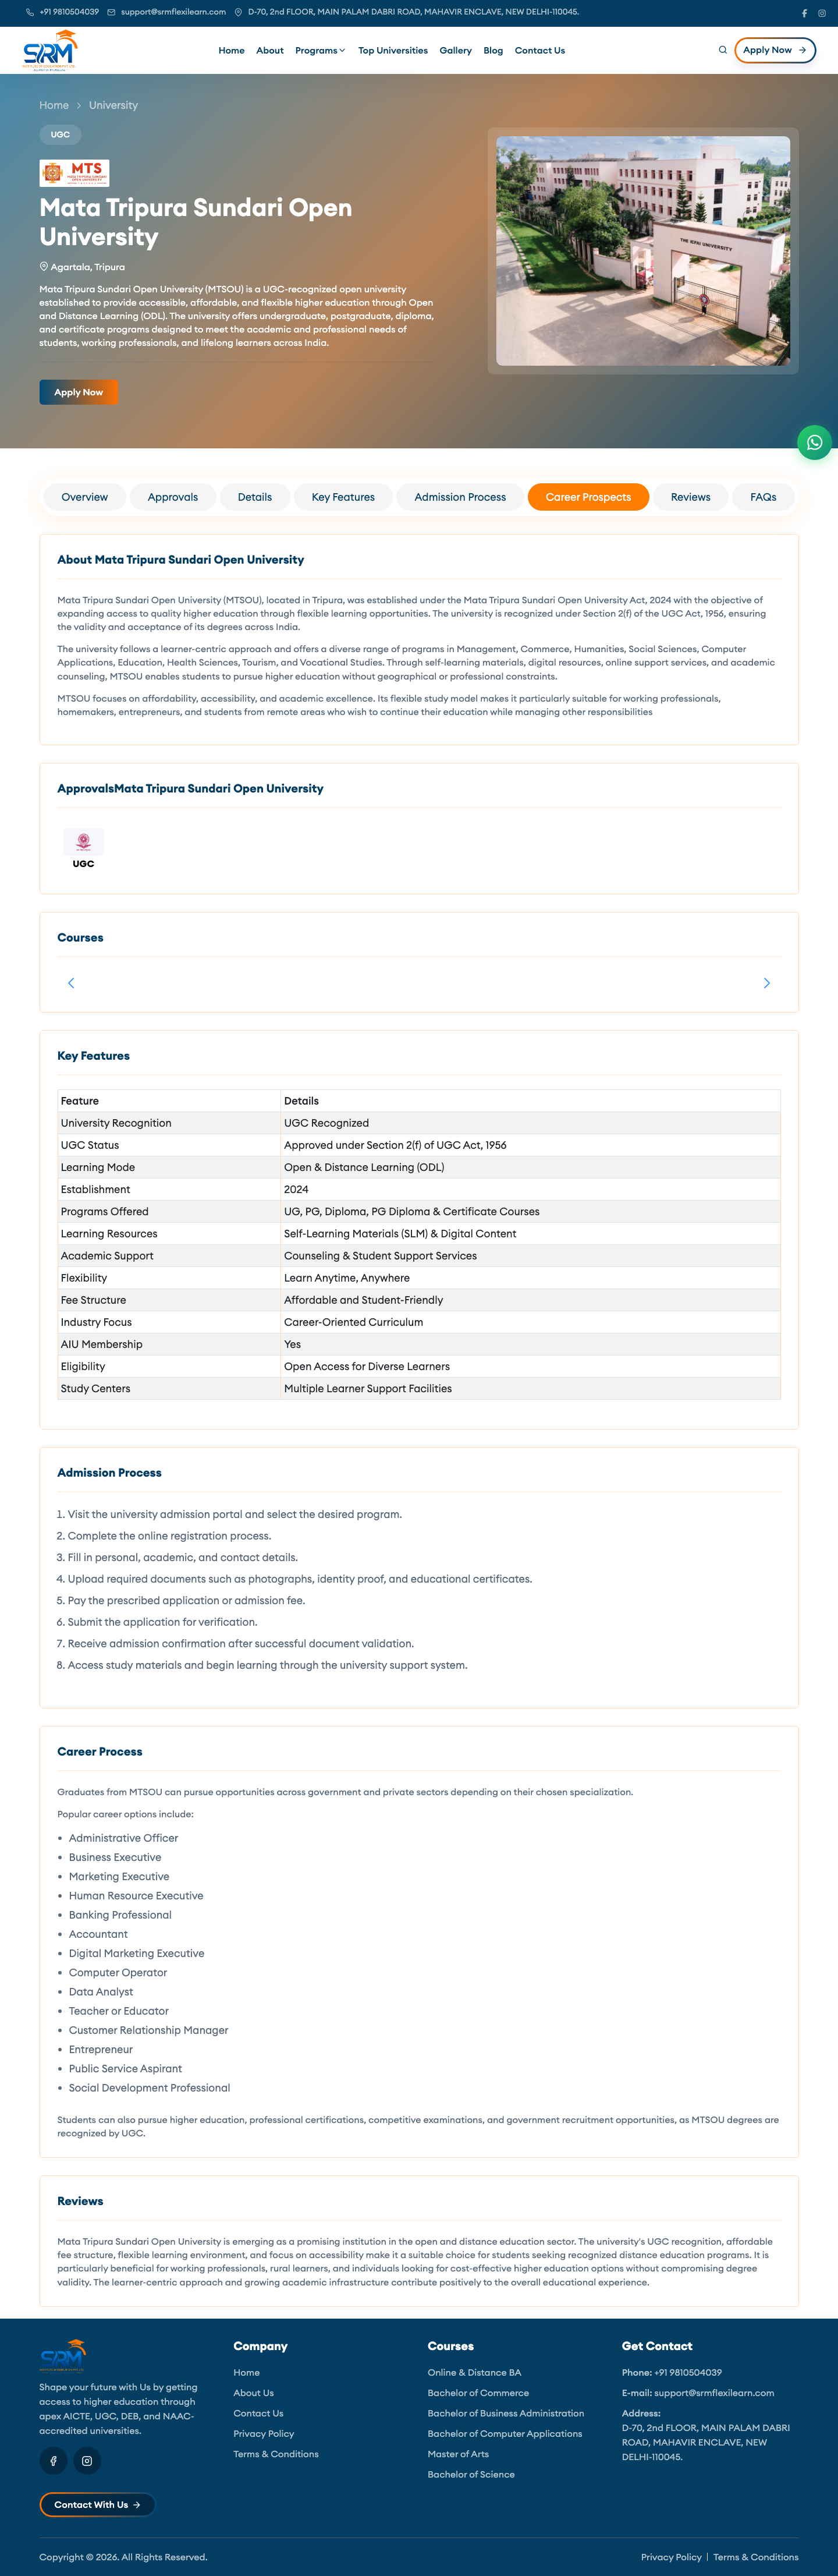 +91 9810504039 support@srmflexilearn.com D-70, 2nd FLOOR, MAIN PALAM DABRI ROAD, MAHAVIR ENCLAVE, NEW DELHI-110045.
SRM
Home About Programs Top Universities Gallery Blog Contact Us
Apply Now
Home University
UGC
MTS
MATA TRIPURA SUNDARI
OPEN UNIVERSITY
Mata Tripura Sundari Open
University
Agartala, Tripura
Mata Tripura Sundari Open University (MTSOU) is a UGC-recognized open university
established to provide accessible, affordable, and flexible higher education through Open
and Distance Learning (ODL). The university offers undergraduate, postgraduate, diploma,
and certificate programs designed to meet the academic and professional needs of
students, working professionals, and lifelong learners across India.
Apply Now
THE ICFAI UNIVERSITY
Overview Approvals Details Key Features Admission Process Career Prospects Reviews FAQs
About Mata Tripura Sundari Open University
Mata Tripura Sundari Open University (MTSOU), located in Tripura, was established under the Mata Tripura Sundari Open University Act, 2024 with the objective of
expanding access to quality higher education through flexible learning opportunities. The university is recognized under Section 2(f) of the UGC Act, 1956, ensuring
the validity and acceptance of its degrees across India.
The university follows a learner-centric approach and offers a diverse range of programs in Management, Commerce, Humanities, Social Sciences, Computer
Applications, Education, Health Sciences, Tourism, and Vocational Studies. Through self-learning materials, digital resources, online support services, and academic
counseling, MTSOU enables students to pursue higher education without geographical or professional constraints.
MTSOU focuses on affordability, accessibility, and academic excellence. Its flexible study model makes it particularly suitable for working professionals,
homemakers, entrepreneurs, and students from remote areas who wish to continue their education while managing other responsibilities
ApprovalsMata Tripura Sundari Open University
UGC
Courses
Key Features
Feature Details
University Recognition UGC Recognized
UGC Status Approved under Section 2(f) of UGC Act, 1956
Learning Mode Open & Distance Learning (ODL)
Establishment 2024
Programs Offered UG, PG, Diploma, PG Diploma & Certificate Courses
Learning Resources Self-Learning Materials (SLM) & Digital Content
Academic Support Counseling & Student Support Services
Flexibility Learn Anytime, Anywhere
Fee Structure Affordable and Student-Friendly
Industry Focus Career-Oriented Curriculum
AIU Membership Yes
Eligibility Open Access for Diverse Learners
Study Centers Multiple Learner Support Facilities
Admission Process
1. Visit the university admission portal and select the desired program.
2. Complete the online registration process.
3. Fill in personal, academic, and contact details.
4. Upload required documents such as photographs, identity proof, and educational certificates.
5. Pay the prescribed application or admission fee.
6. Submit the application for verification.
7. Receive admission confirmation after successful document validation.
8. Access study materials and begin learning through the university support system.
Career Process
Graduates from MTSOU can pursue opportunities across government and private sectors depending on their chosen specialization.
Popular career options include:
• Administrative Officer
• Business Executive
• Marketing Executive
• Human Resource Executive
• Banking Professional
• Accountant
• Digital Marketing Executive
• Computer Operator
• Data Analyst
• Teacher or Educator
• Customer Relationship Manager
• Entrepreneur
• Public Service Aspirant
• Social Development Professional
Students can also pursue higher education, professional certifications, competitive examinations, and government recruitment opportunities, as MTSOU degrees are
recognized by UGC.
Reviews
Mata Tripura Sundari Open University is emerging as a promising institution in the open and distance education sector. The university's UGC recognition, affordable
fee structure, flexible learning environment, and focus on accessibility make it a suitable choice for students seeking recognized distance education programs. It is
particularly beneficial for working professionals, rural learners, and individuals looking for cost-effective higher education options without compromising degree
validity. The learner-centric approach and growing academic infrastructure contribute positively to the overall educational experience.
SRM
Shape your future with Us by getting
access to higher education through
apex AICTE, UGC, DEB, and NAAC-
accredited universities.
Contact With Us
Company
Home
About Us
Contact Us
Privacy Policy
Terms & Conditions
Courses
Online & Distance BA
Bachelor of Commerce
Bachelor of Business Administration
Bachelor of Computer Applications
Master of Arts
Bachelor of Science
Get Contact
Phone: +91 9810504039
E-mail: support@srmflexilearn.com
Address:
D-70, 2nd FLOOR, MAIN PALAM DABRI
ROAD, MAHAVIR ENCLAVE, NEW
DELHI-110045.
Copyright © 2026. All Rights Reserved.
Privacy Policy | Terms & Conditions